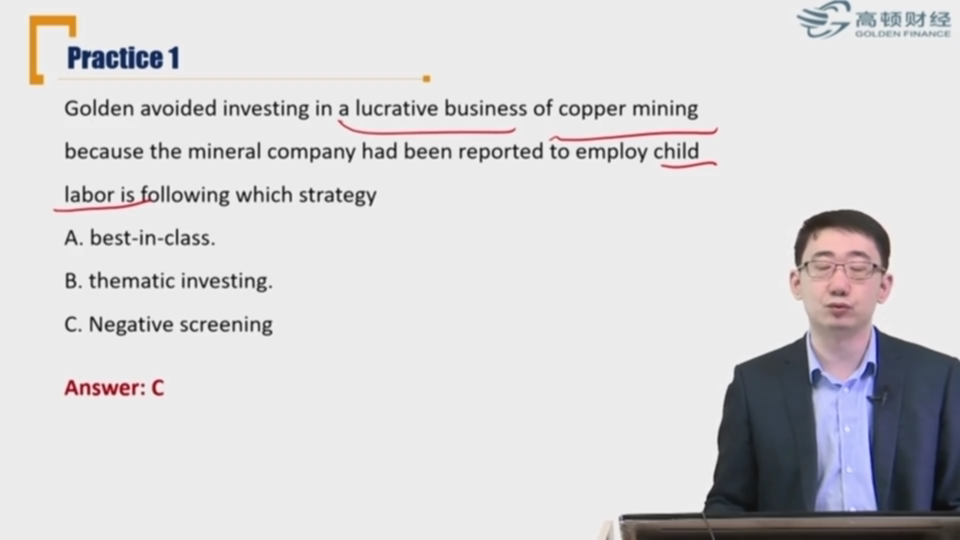 高顿财经
GOLDEN FINANCE
Practice 1
Golden avoided investing in a lucrative business of copper mining
because the mineral company had been reported to employ child
labor is following which strategy
A. best-in-class.
B. thematic investing.
C. Negative screening
Answer: C